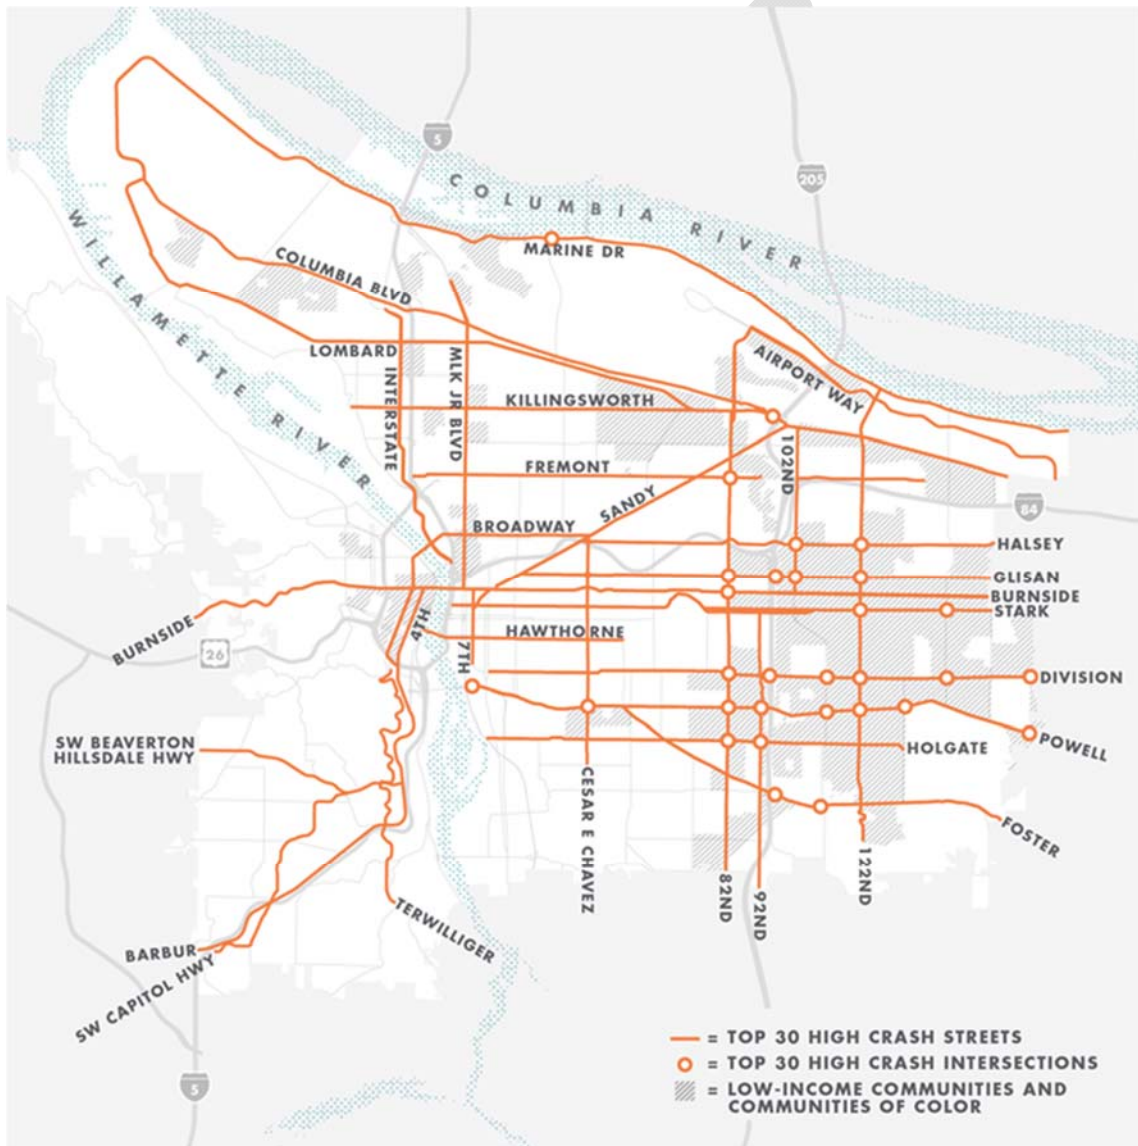 5
205
COLUMBIA RIVER
MARINE DR
WILLAMETTE RIVER
COLUMBIA BLVD
LOMBARD
INTERSTATE
MLK JR BLVD
AIRPORT WAY
KILLINGSWORTH
102ND
FREMONT
SANDY
84
BROADWAY
HALSEY
GLISAN
BURNSIDE
STARK
BURNSIDE
26
4TH
7TH
HAWTHORNE
DIVISION
SW BEAVERTON
HILLSDALE HWY
POWELL
HOLGATE
CESAR E CHAVEZ
FOSTER
82ND
92ND
122ND
TERWILLIGER
BARBUR
SW CAPITOL HWY
5
= TOP 30 HIGH CRASH STREETS
= TOP 30 HIGH CRASH INTERSECTIONS
= LOW-INCOME COMMUNITIES AND
COMMUNITIES OF COLOR